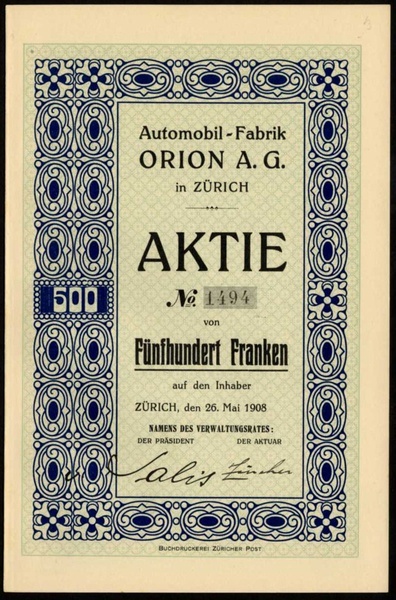 Automobil-Fabrik
ORION A. G.
in ZÜRICH
AKTIE
No. 1494
500
von
Fünfhundert Franken
auf den Inhaber
ZÜRICH, den 26. Mai 1908
NAMENS DES VERWALTUNGSRATES:
DER PRÄSIDENT DER AKTUAR
Salis Zürcher
BUCHDRUCKEREI ZÜRICHER POST